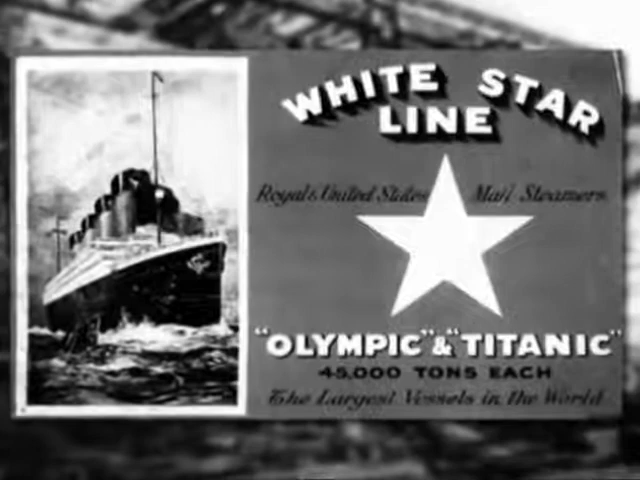 WHITE STAR
LINE
Royal & United States Mail Steamers
"OLYMPIC" & "TITANIC"
45,000 TONS EACH
The Largest Vessels in the World